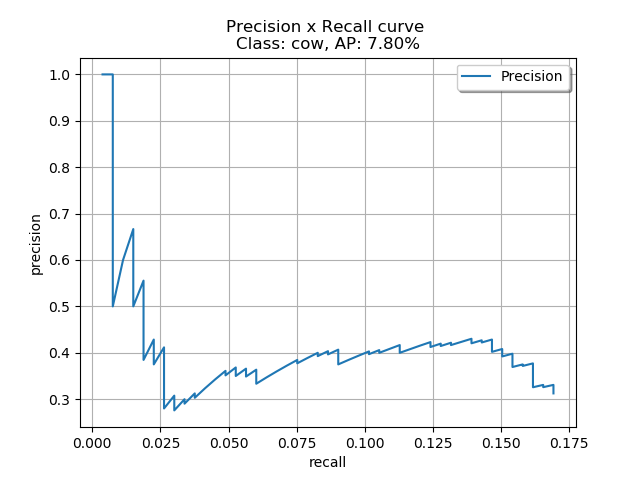 Precision x Recall curve
Class: cow, AP: 7.80%
Precision
precision
1.0
0.9
0.8
0.7
0.6
0.5
0.4
0.3
0.000 0.025 0.050 0.075 0.100 0.125 0.150 0.175
recall